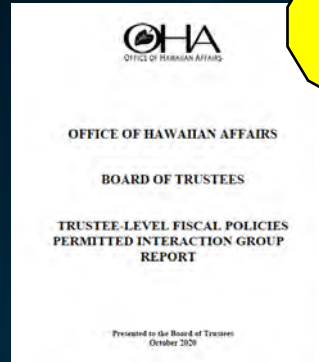 OHA
OFFICE OF HAWAIIAN AFFAIRS
OFFICE OF HAWAIIAN AFFAIRS
BOARD OF TRUSTEES
TRUSTEE-LEVEL FISCAL POLICIES
PERMITTED INTERACTION GROUP
REPORT
Presented to the Board of Trustees
October 2020